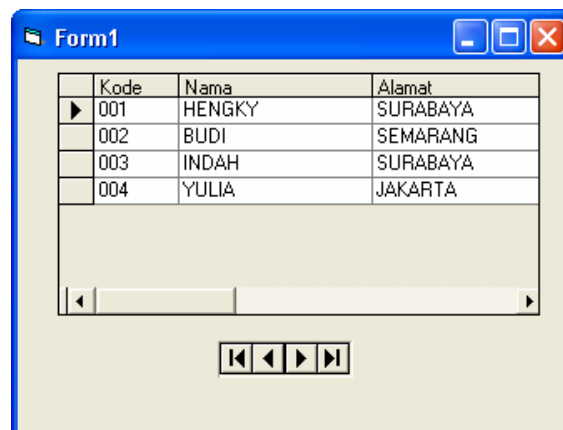 Form1
Kode Nama Alamat
001 HENGKY SURABAYA
002 BUDI SEMARANG
003 INDAH SURABAYA
004 YULIA JAKARTA